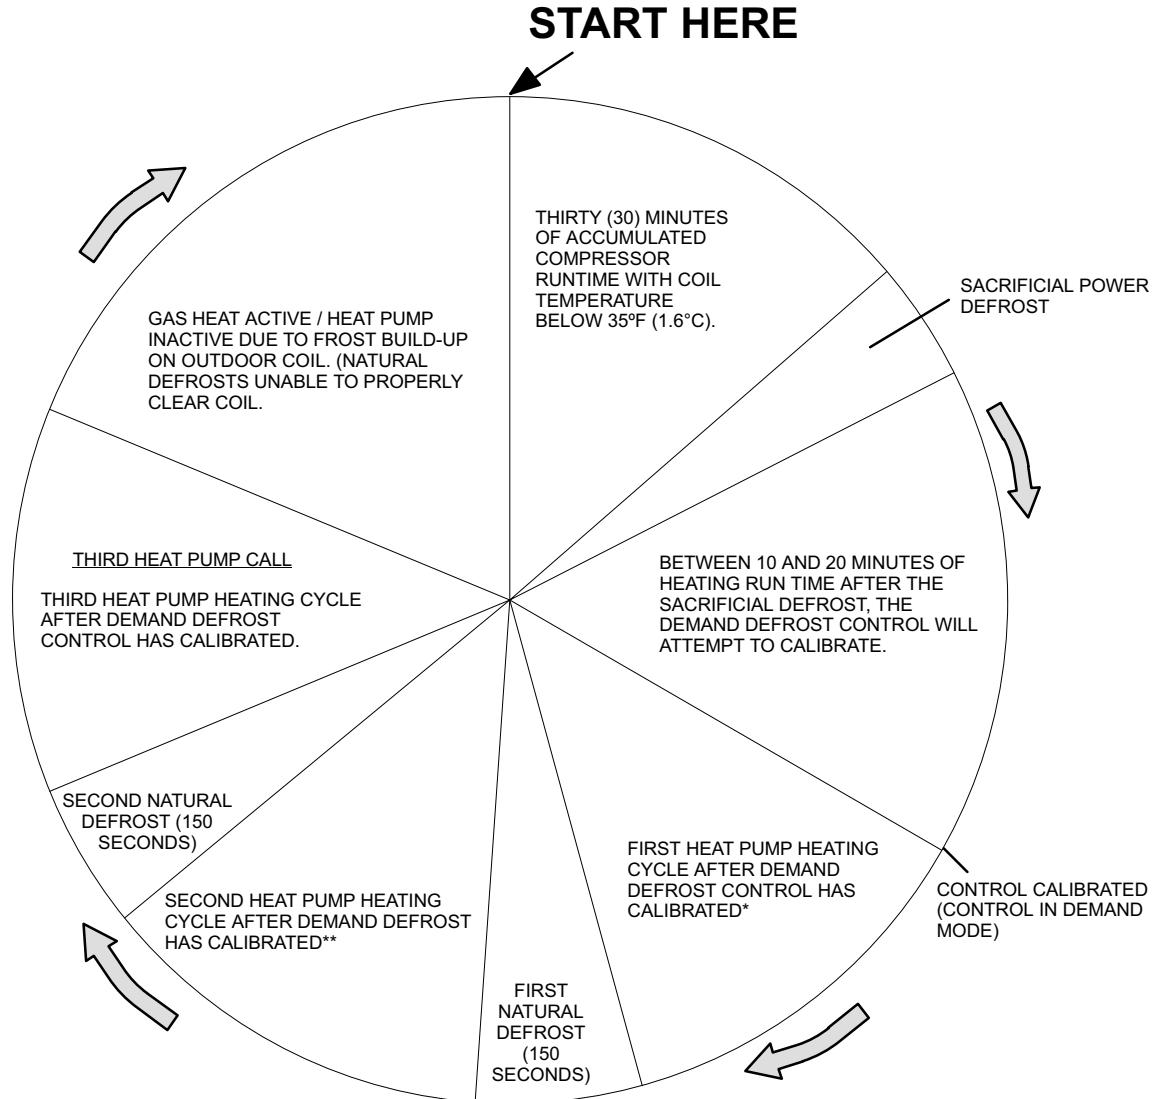 START HERE
THIRTY (30) MINUTES
OF ACCUMULATED
COMPRESSOR
RUNTIME WITH COIL
TEMPERATURE
BELOW 35ºF (1.6°C).
SACRIFICIAL POWER
DEFROST
BETWEEN 10 AND 20 MINUTES OF
HEATING RUN TIME AFTER THE
SACRIFICIAL DEFROST, THE
DEMAND DEFROST CONTROL WILL
ATTEMPT TO CALIBRATE.
CONTROL CALIBRATED
(CONTROL IN DEMAND
MODE)
FIRST HEAT PUMP HEATING
CYCLE AFTER DEMAND
DEFROST CONTROL HAS
CALIBRATED*
FIRST
NATURAL
DEFROST
(150
SECONDS)
SECOND HEAT PUMP HEATING
CYCLE AFTER DEMAND DEFROST
HAS CALIBRATED**
SECOND NATURAL
DEFROST (150
SECONDS)
THIRD HEAT PUMP CALL
THIRD HEAT PUMP HEATING CYCLE
AFTER DEMAND DEFROST
CONTROL HAS CALIBRATED.
GAS HEAT ACTIVE / HEAT PUMP
INACTIVE DUE TO FROST BUILD-UP
ON OUTDOOR COIL. (NATURAL
DEFROSTS UNABLE TO PROPERLY
CLEAR COIL.